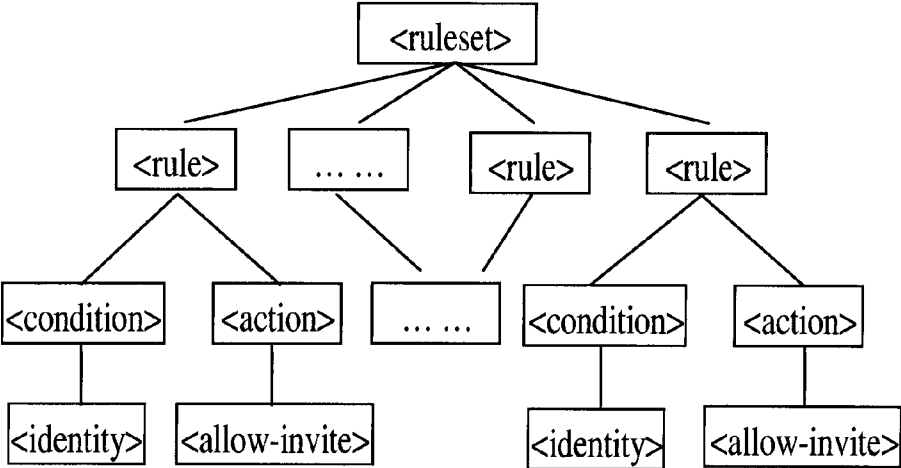 <ruleset>
<rule> … … <rule> <rule>
<condition> <action> … … <condition> <action>
<identity> <allow-invite> <identity> <allow-invite>